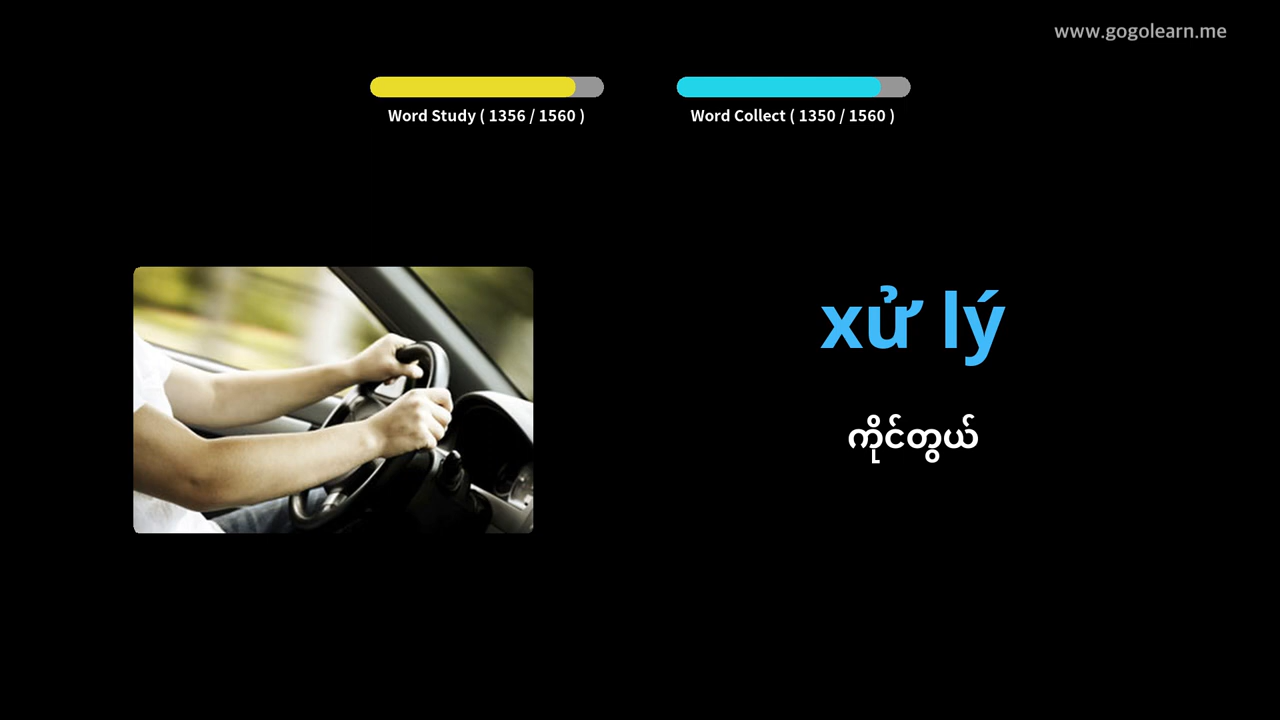 www.gogolearn.me
Word Study ( 1356 / 1560 )
Word Collect ( 1350 / 1560 )
xử lý
ကိုင်တွယ်